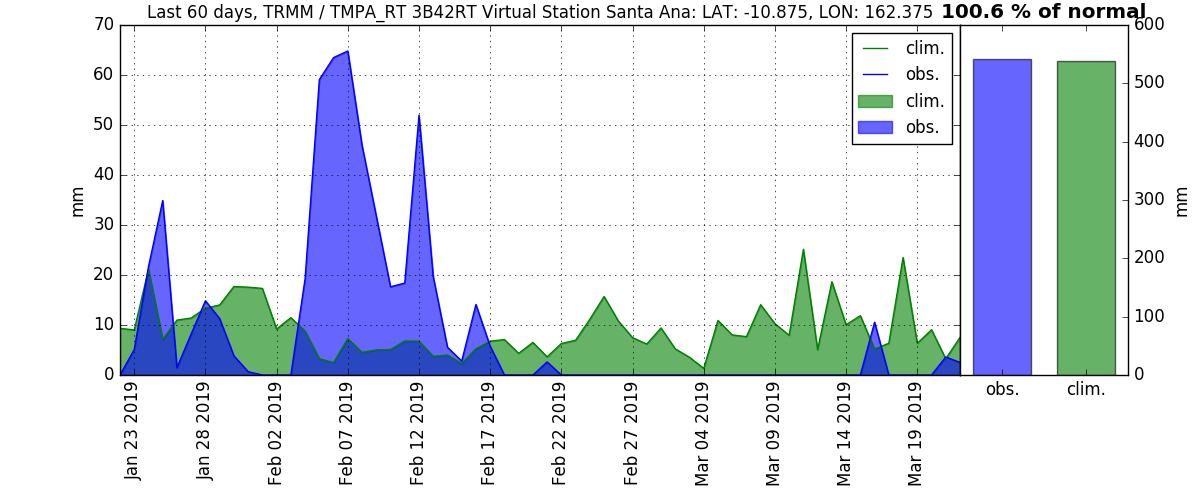 Last 60 days, TRMM / TMPA_RT 3B42RT Virtual Station Santa Ana: LAT: -10.875, LON: 162.375 100.6 % of normal
70
60
50
40
30
20
10
0
mm
clim.
obs.
clim.
obs.
600
500
400
300
200
100
0
mm
obs.
clim.
Jan 23 2019
Jan 28 2019
Feb 02 2019
Feb 07 2019
Feb 12 2019
Feb 17 2019
Feb 22 2019
Feb 27 2019
Mar 04 2019
Mar 09 2019
Mar 14 2019
Mar 19 2019